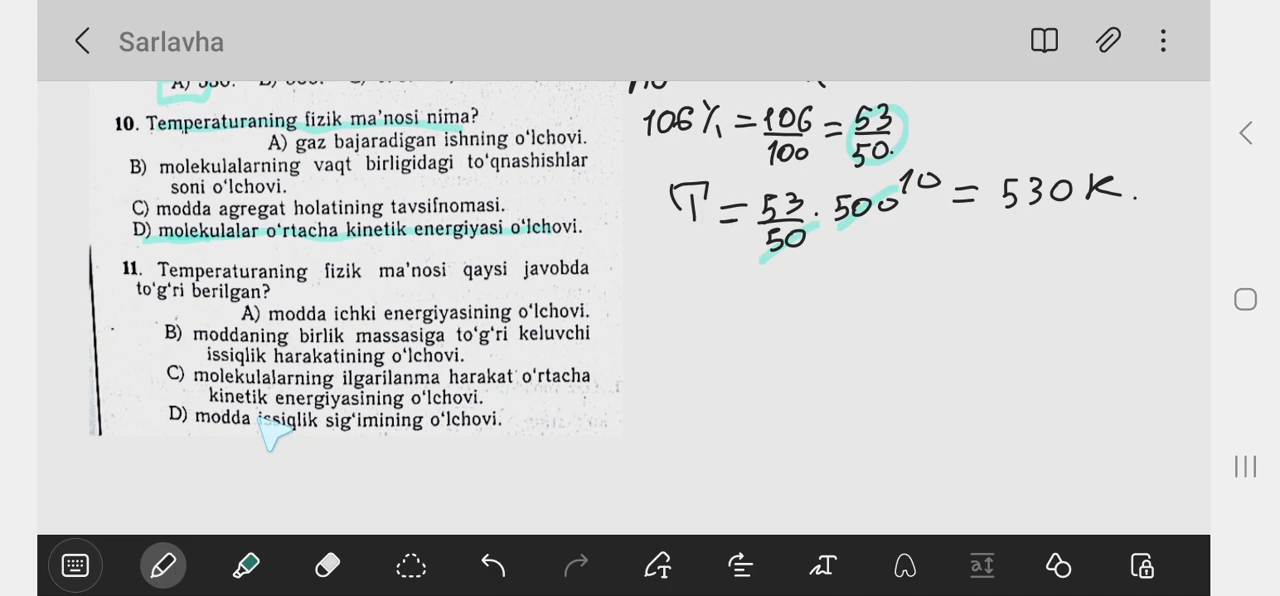 Sarlavha
10. Temperaturaning fizik ma'nosi nima?
A) gaz bajaradigan ishning o'lchovi.
B) molekulalarning vaqt birligidagi to'qnashishlar
soni o'lchovi.
C) modda agregat holatining tavsifnomasi.
D) molekulalar o'rtacha kinetik energiyasi o'lchovi.
11. Temperaturaning fizik ma'nosi qaysi javobda
to'g'ri berilgan?
A) modda ichki energiyasining o'lchovi.
B) moddaning birlik massasiga to'g'ri keluvchi
issiqlik harakatining o'lchovi.
C) molekulalarning ilgarilanma harakat o'rtacha
kinetik energiyasining o'lchovi.
D) modda issiqlik sig'imining o'lchovi.
106% = 106/100 = 53/50.
T = 53/50 · 500 10 = 530 K.